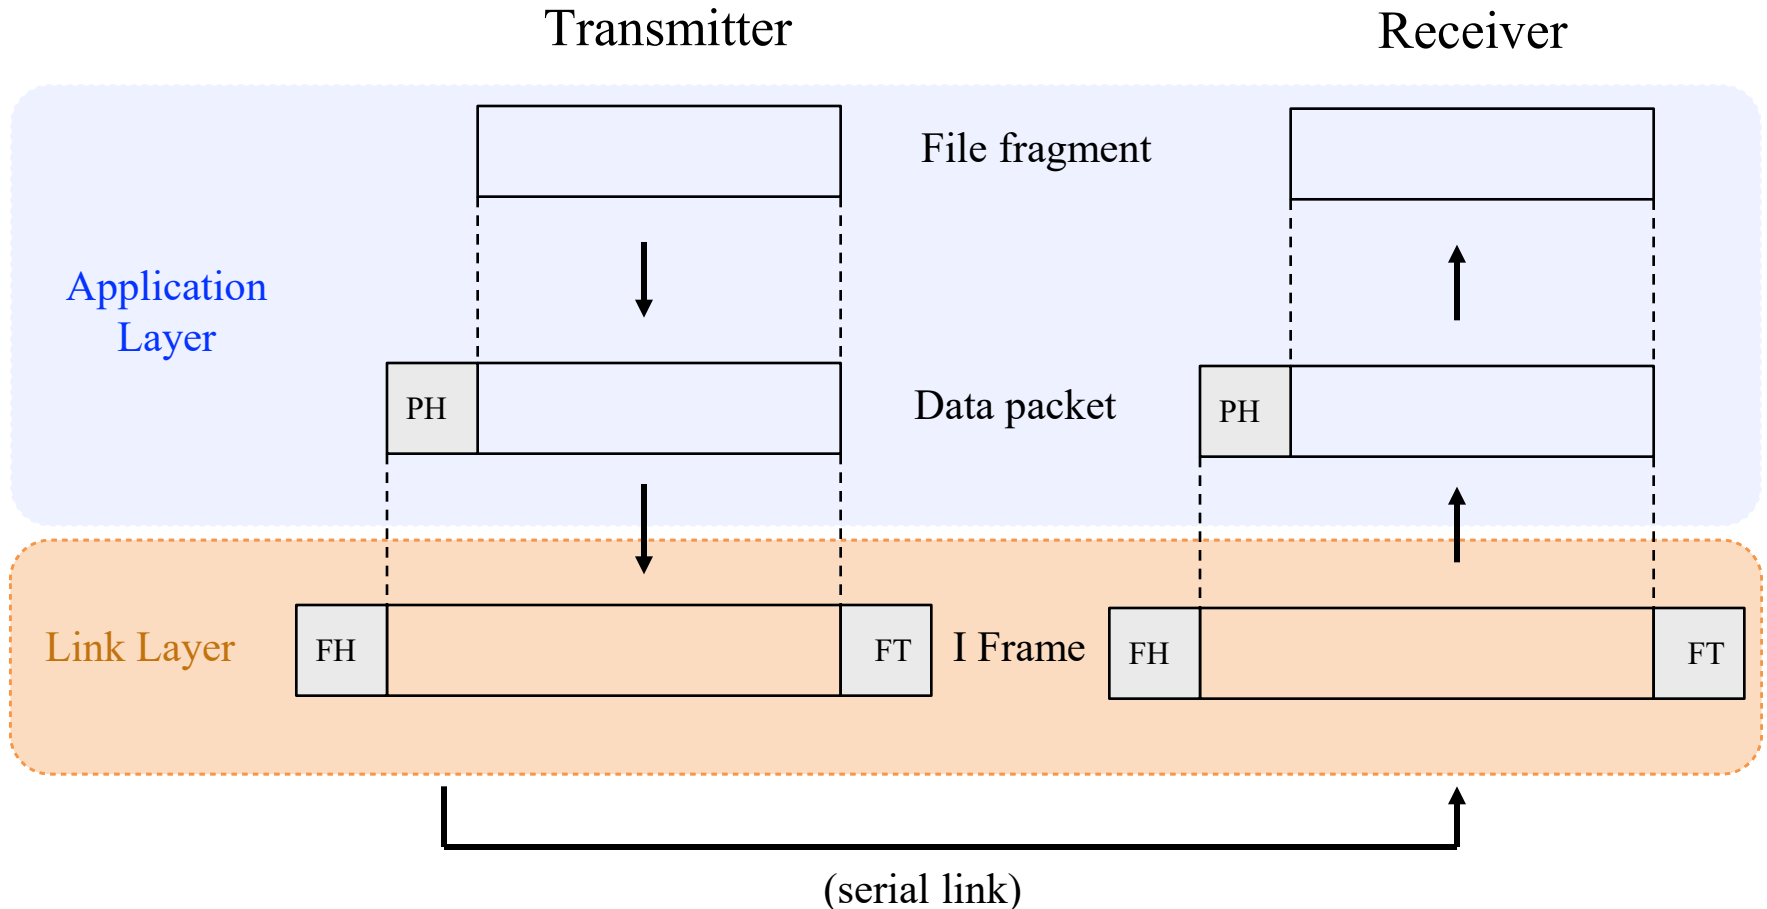 Transmitter
Receiver
File fragment
Application
Layer
PH
Data packet
PH
Link Layer
FH
FT
I Frame
FH
FT
(serial link)